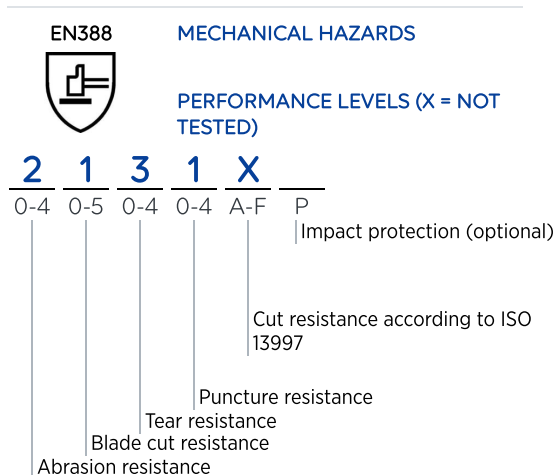 EN388
MECHANICAL HAZARDS
PERFORMANCE LEVELS (X = NOT
TESTED)
2 1 3 1 X
0-4 0-5 0-4 0-4 A-F P
Impact protection (optional)
Cut resistance according to ISO
13997
Puncture resistance
Tear resistance
Blade cut resistance
Abrasion resistance